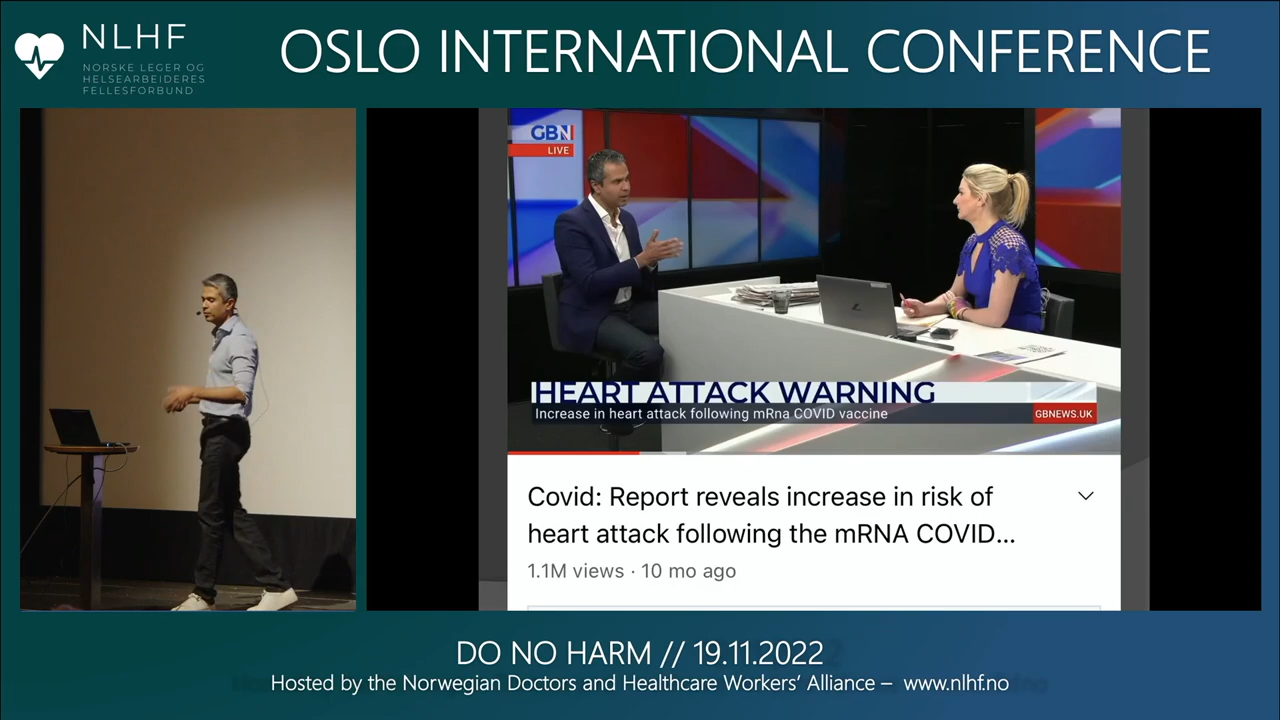 NLHF
NORSKE LEGER OG
HELSEARBEIDERES
FELLESFORBUND
OSLO INTERNATIONAL CONFERENCE
GBN
LIVE
HEART ATTACK WARNING
Increase in heart attack following mRna COVID vaccine
GBNEWS.UK
Covid: Report reveals increase in risk of
heart attack following the mRNA COVID...
1.1M views · 10 mo ago
DO NO HARM // 19.11.2022
Hosted by the Norwegian Doctors and Healthcare Workers' Alliance – www.nlhf.no